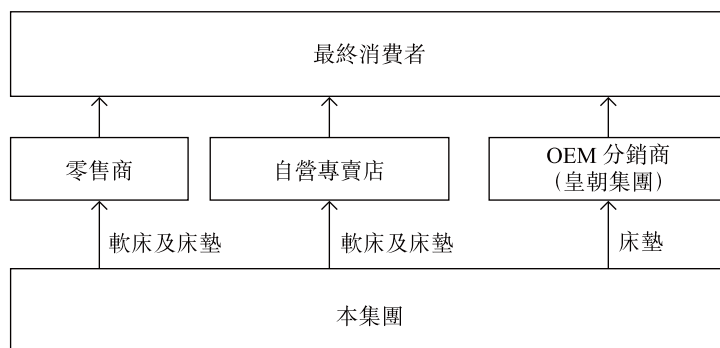 最終消費者
零售商
自營專賣店
OEM 分銷商
（皇朝集團）
軟床及床墊
軟床及床墊
床墊
本集團